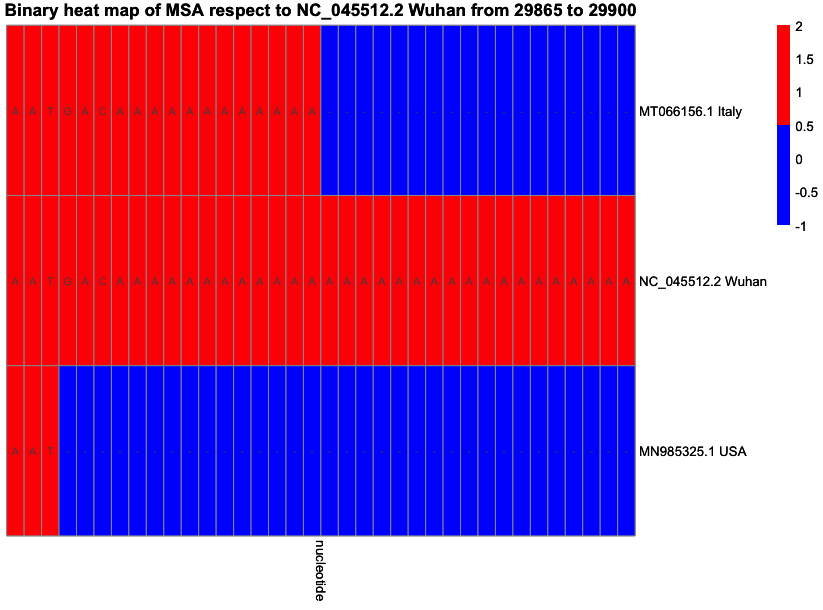 Binary heat map of MSA respect to NC_045512.2 Wuhan from 29865 to 29900
A A T G A C A A A A A A A A A A A A - - - - - - - - - - - - - - - - - - MT066156.1 Italy
A A T G A C A A A A A A A A A A A A A A A A A A A A A A A A A A A A A A NC_045512.2 Wuhan
A A T - - - - - - - - - - - - - - - - - - - - - - - - - - - - - - - - - MN985325.1 USA
nucleotide
2
1.5
1
0.5
0
-0.5
-1